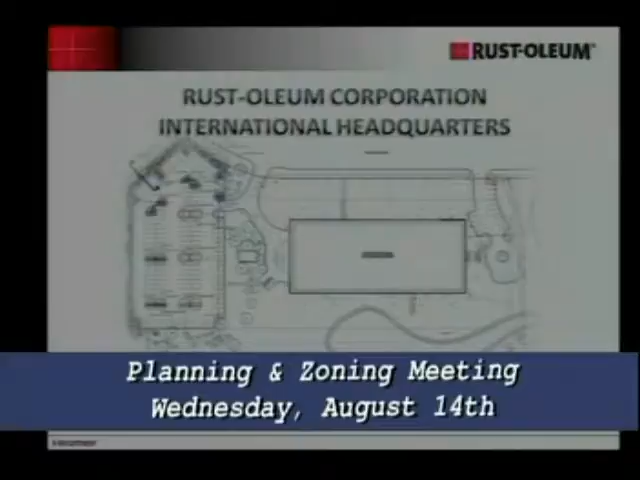 RUST-OLEUM
RUST-OLEUM CORPORATION
INTERNATIONAL HEADQUARTERS
Planning & Zoning Meeting
Wednesday, August 14th